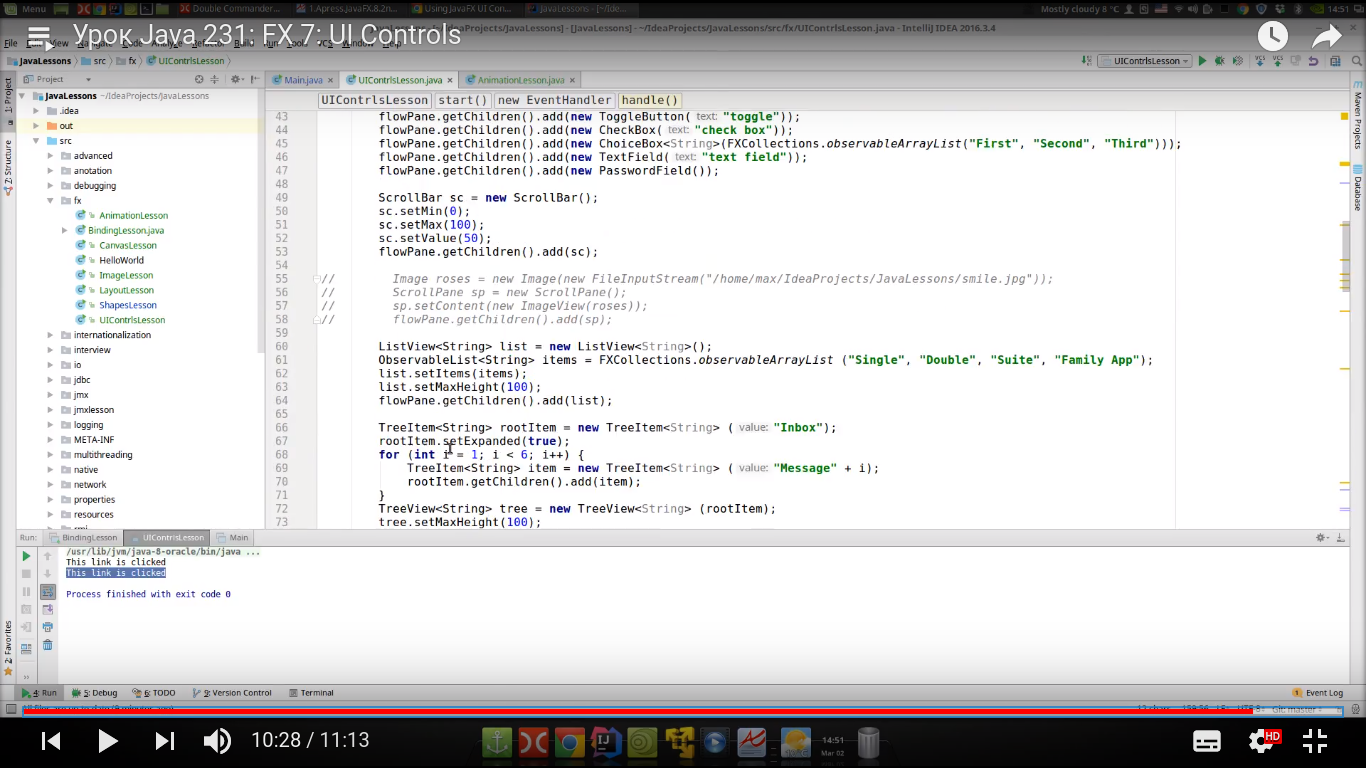 Menu
Double Commander...
1.Apress.JavaFX.8.2n...
Using JavaFX UI Con...
JavaLessons - [~/Ide...
Mostly cloudy 8 °C
14:51
Урок Java 231: FX 7: UI Controls
JavaLessons - [~/IdeaProjects/JavaLessons] - [JavaLessons] - ~/IdeaProjects/JavaLessons/src/fx/UIContrlsLesson.java - IntelliJ IDEA 2016.3.4
File
JavaLessons
src
fx
UIContrlsLesson.java
UIContrlsLesson
Project
Main.java
UIContrlsLesson.java
AnimationLesson.java
UIContrlsLesson
start()
new EventHandler
handle()
1: Project
Z: Structure
2: Favorites
Maven Projects
Database
JavaLessons ~/IdeaProjects/JavaLessons
.idea
out
src
advanced
anotation
debugging
fx
AnimationLesson
BindingLesson.java
CanvasLesson
HelloWorld
ImageLesson
LayoutLesson
ShapesLesson
UIContrlsLesson
internationalization
interview
io
jdbc
jmx
jmxlesson
logging
META-INF
multithreading
native
network
properties
resources
rmi
43 flowPane.getChildren().add(new ToggleButton( text: "toggle"));
44 flowPane.getChildren().add(new CheckBox( text: "check box"));
45 flowPane.getChildren().add(new ChoiceBox<String>(FXCollections.observableArrayList("First", "Second", "Third")));
46 flowPane.getChildren().add(new TextField( text: "text field"));
47 flowPane.getChildren().add(new PasswordField());
48
49 ScrollBar sc = new ScrollBar();
50 sc.setMin(0);
51 sc.setMax(100);
52 sc.setValue(50);
53 flowPane.getChildren().add(sc);
54
55 // Image roses = new Image(new FileInputStream("/home/max/IdeaProjects/JavaLessons/smile.jpg"));
56 // ScrollPane sp = new ScrollPane();
57 // sp.setContent(new ImageView(roses));
58 // flowPane.getChildren().add(sp);
59
60 ListView<String> list = new ListView<String>();
61 ObservableList<String> items = FXCollections.observableArrayList ("Single", "Double", "Suite", "Family App");
62 list.setItems(items);
63 list.setMaxHeight(100);
64 flowPane.getChildren().add(list);
65
66 TreeItem<String> rootItem = new TreeItem<String> ( value: "Inbox");
67 rootItem.setExpanded(true);
68 for (int i = 1; i < 6; i++) {
69 TreeItem<String> item = new TreeItem<String> ( value: "Message" + i);
70 rootItem.getChildren().add(item);
71 }
72 TreeView<String> tree = new TreeView<String> (rootItem);
73 tree.setMaxHeight(100);
Run:
BindingLesson
UIContrlsLesson
Main
/usr/lib/jvm/java-8-oracle/bin/java ...
This link is clicked
This link is clicked
Process finished with exit code 0
4: Run
5: Debug
6: TODO
9: Version Control
Terminal
1 Event Log
10:28 / 11:13
14:51
Mar 02
HD